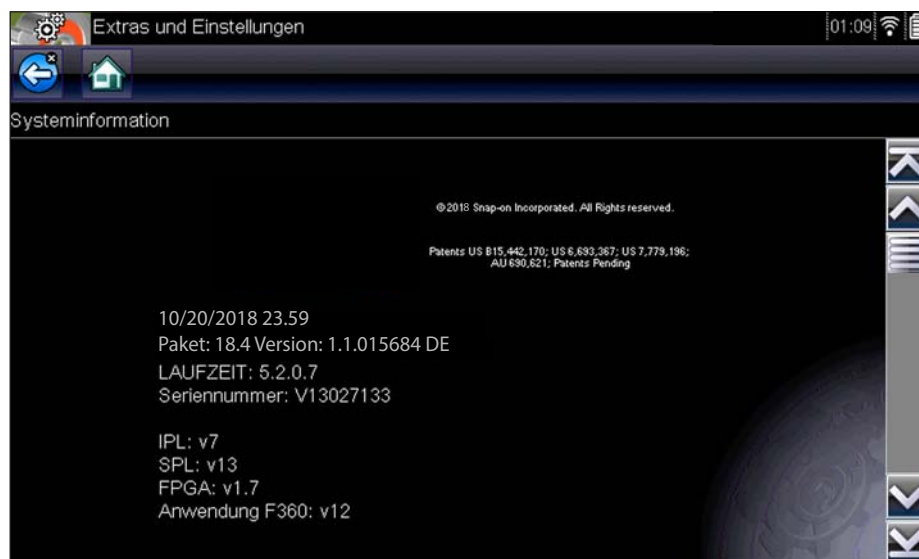 Extras und Einstellungen
01:09
Systeminformation
©2018 Snap-on Incorporated. All Rights reserved.
Patents US B15,442,170; US 6,693,367; US 7,779,196;
AU 690,621; Patents Pending
10/20/2018 23.59
Paket: 18.4 Version: 1.1.015684 DE
LAUFZEIT: 5.2.0.7
Seriennummer: V13027133
IPL: v7
SPL: v13
FPGA: v1.7
Anwendung F360: v12